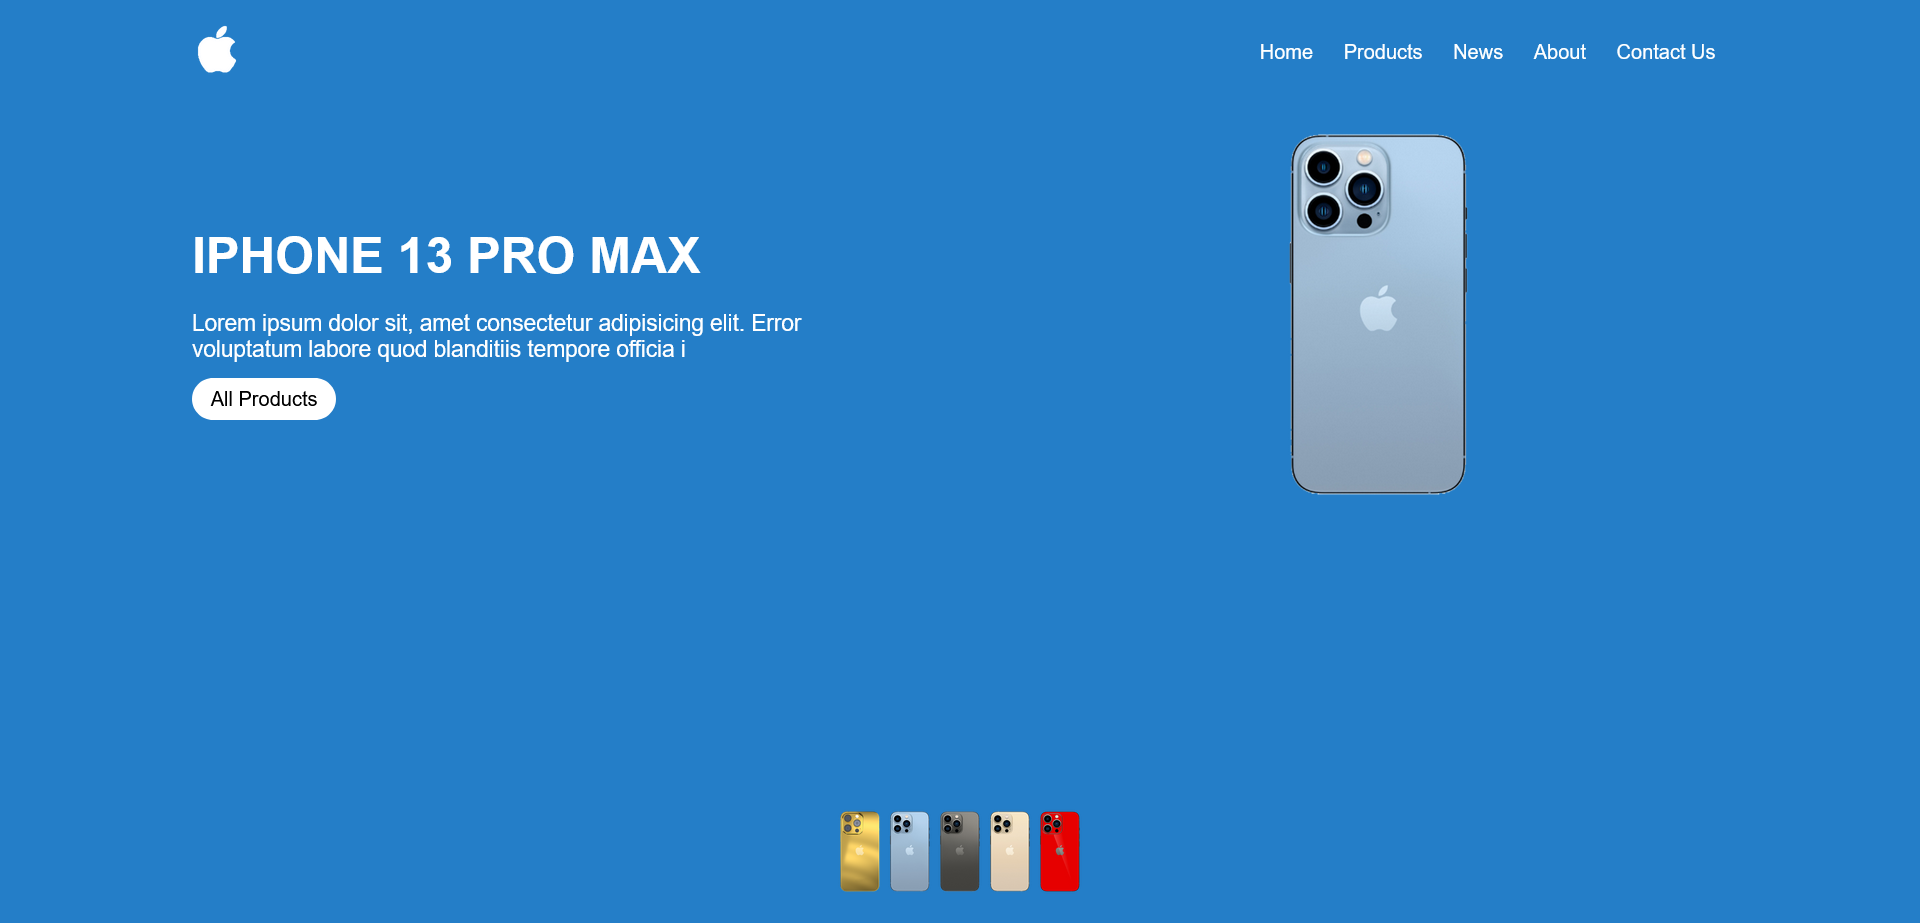 Home Products News About Contact Us
IPHONE 13 PRO MAX
Lorem ipsum dolor sit, amet consectetur adipisicing elit. Error
voluptatum labore quod blanditiis tempore officia i
All Products